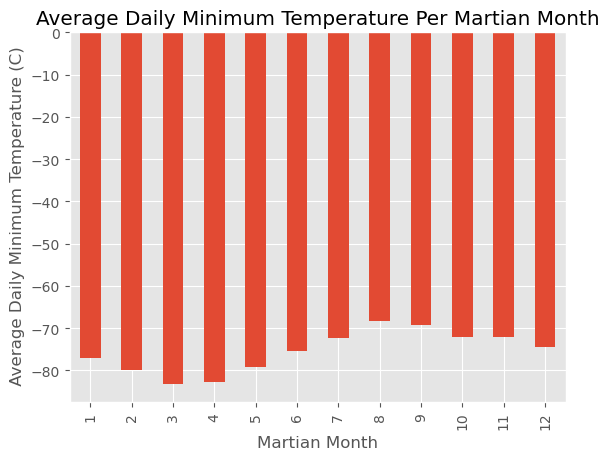 Average Daily Minimum Temperature Per Martian Month
Average Daily Minimum Temperature (C)
0
−10
−20
−30
−40
−50
−60
−70
−80
1 2 3 4 5 6 7 8 9 10 11 12
Martian Month